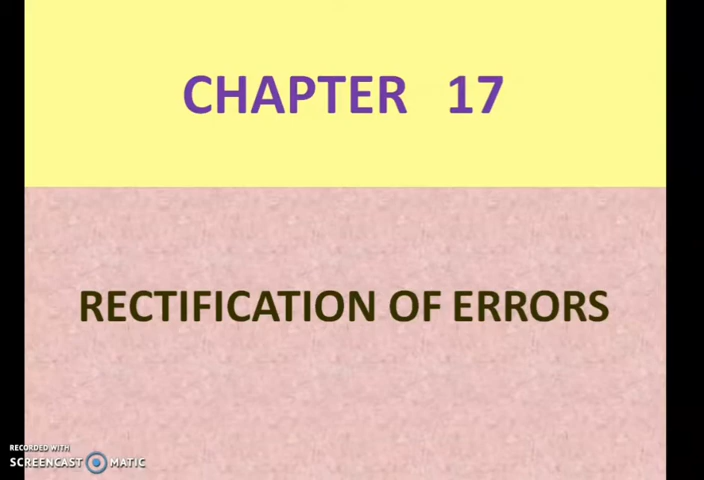 CHAPTER 17
RECTIFICATION OF ERRORS
RECORDED WITH
SCREENCAST MATIC